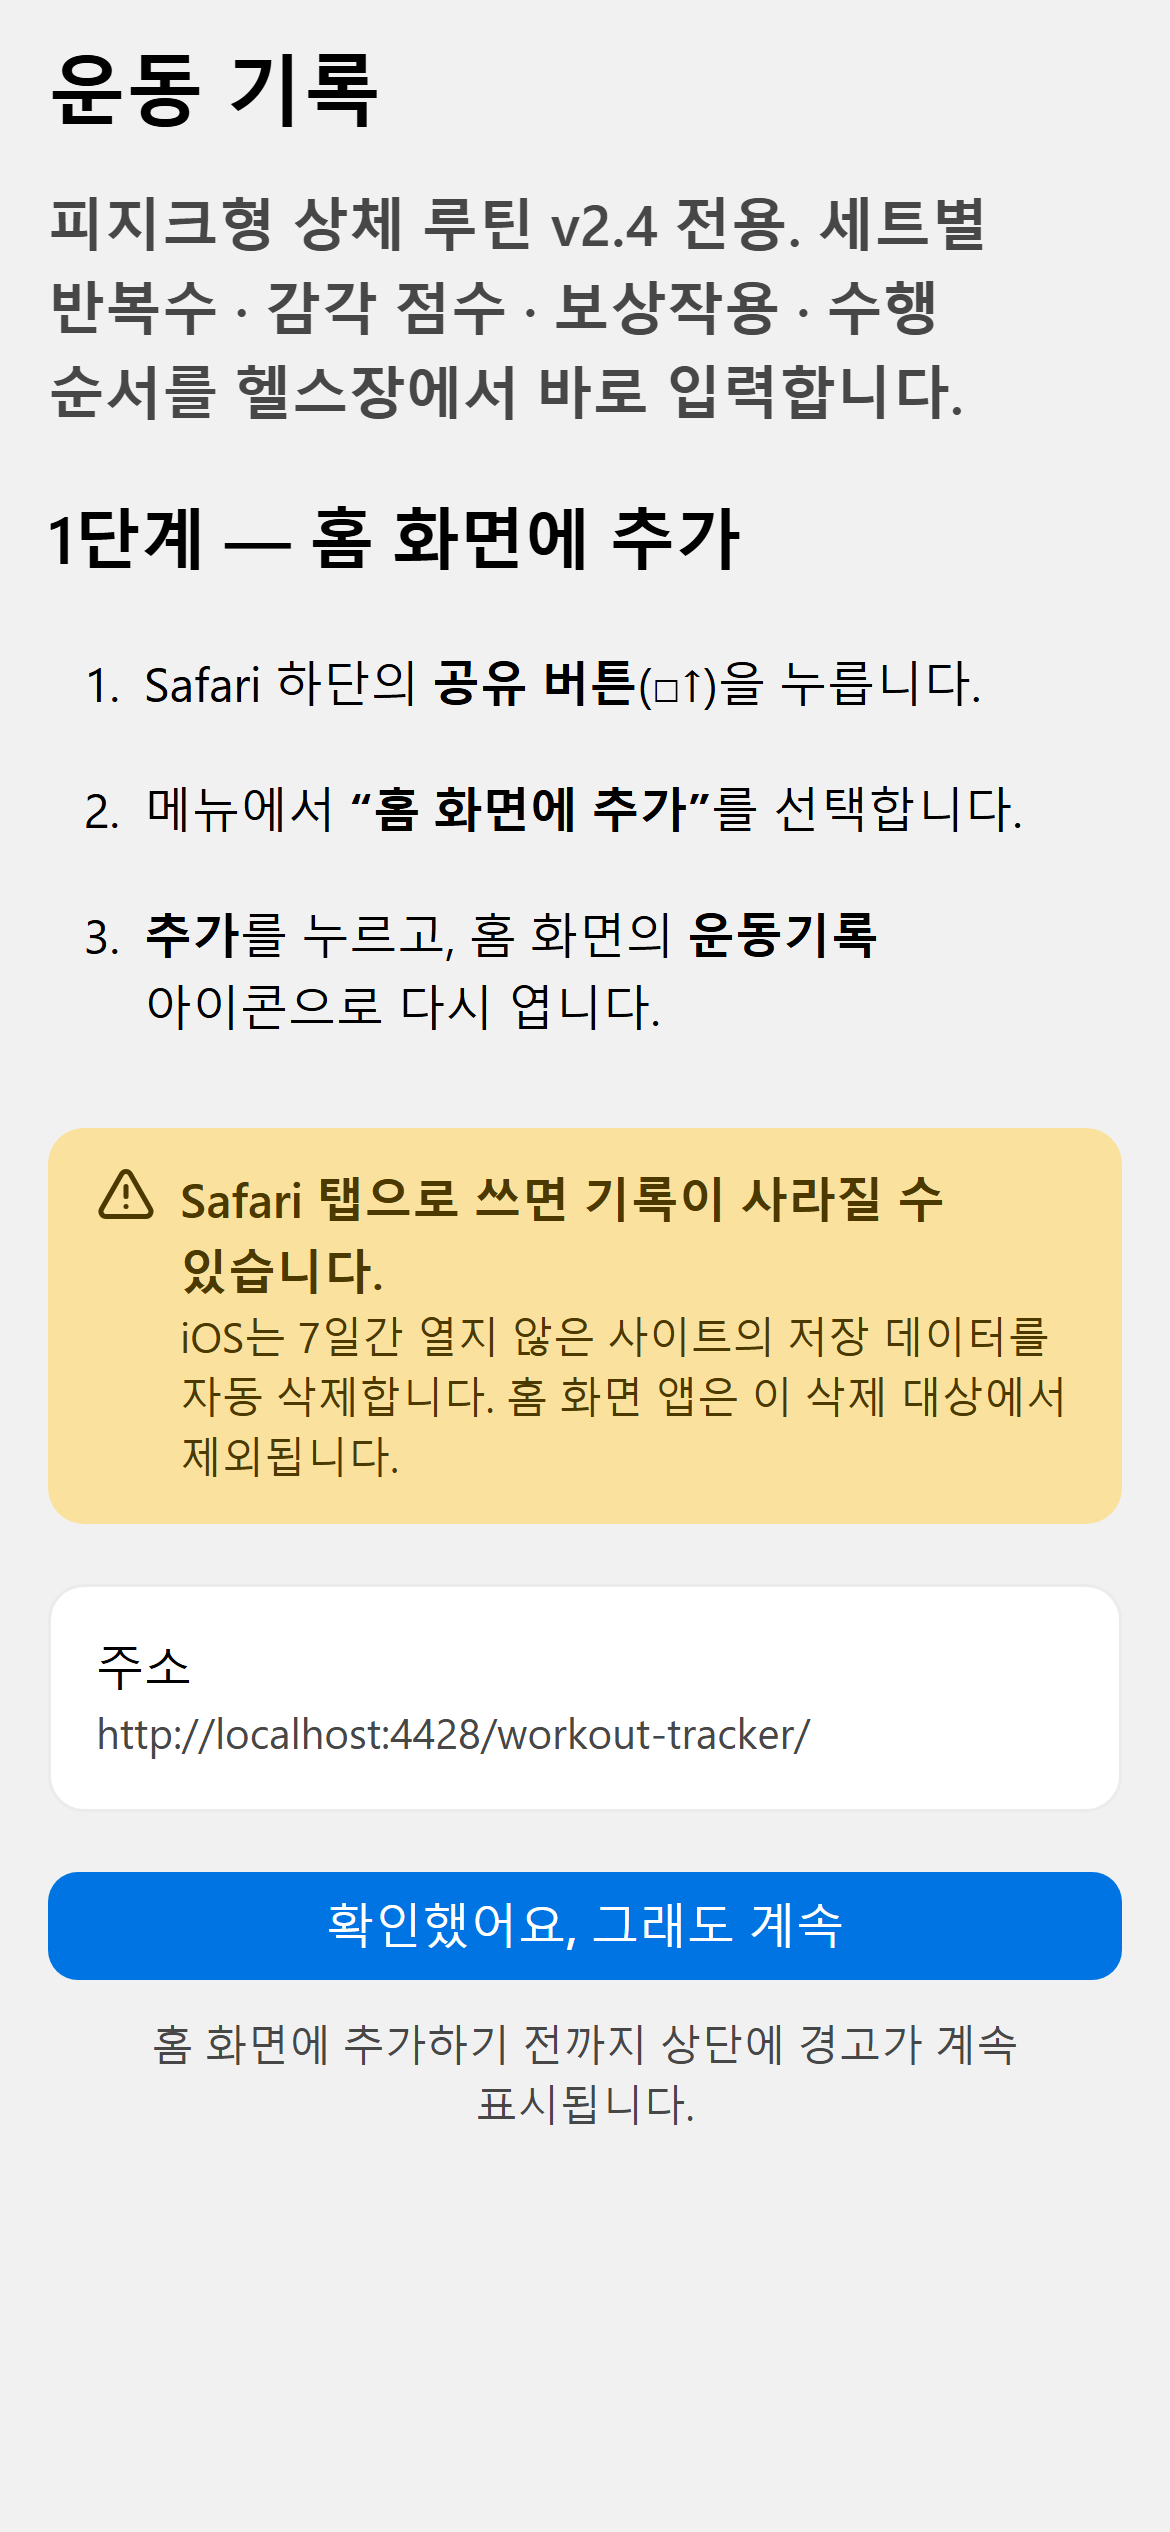 운동 기록
피지크형 상체 루틴 v2.4 전용. 세트별
반복수 · 감각 점수 · 보상작용 · 수행
순서를 헬스장에서 바로 입력합니다.
1단계 — 홈 화면에 추가
1. Safari 하단의 공유 버튼(□↑)을 누릅니다.
2. 메뉴에서 “홈 화면에 추가”를 선택합니다.
3. 추가를 누르고, 홈 화면의 운동기록
아이콘으로 다시 엽니다.
Safari 탭으로 쓰면 기록이 사라질 수
있습니다.
iOS는 7일간 열지 않은 사이트의 저장 데이터를
자동 삭제합니다. 홈 화면 앱은 이 삭제 대상에서
제외됩니다.
주소
http://localhost:4428/workout-tracker/
확인했어요, 그래도 계속
홈 화면에 추가하기 전까지 상단에 경고가 계속
표시됩니다.